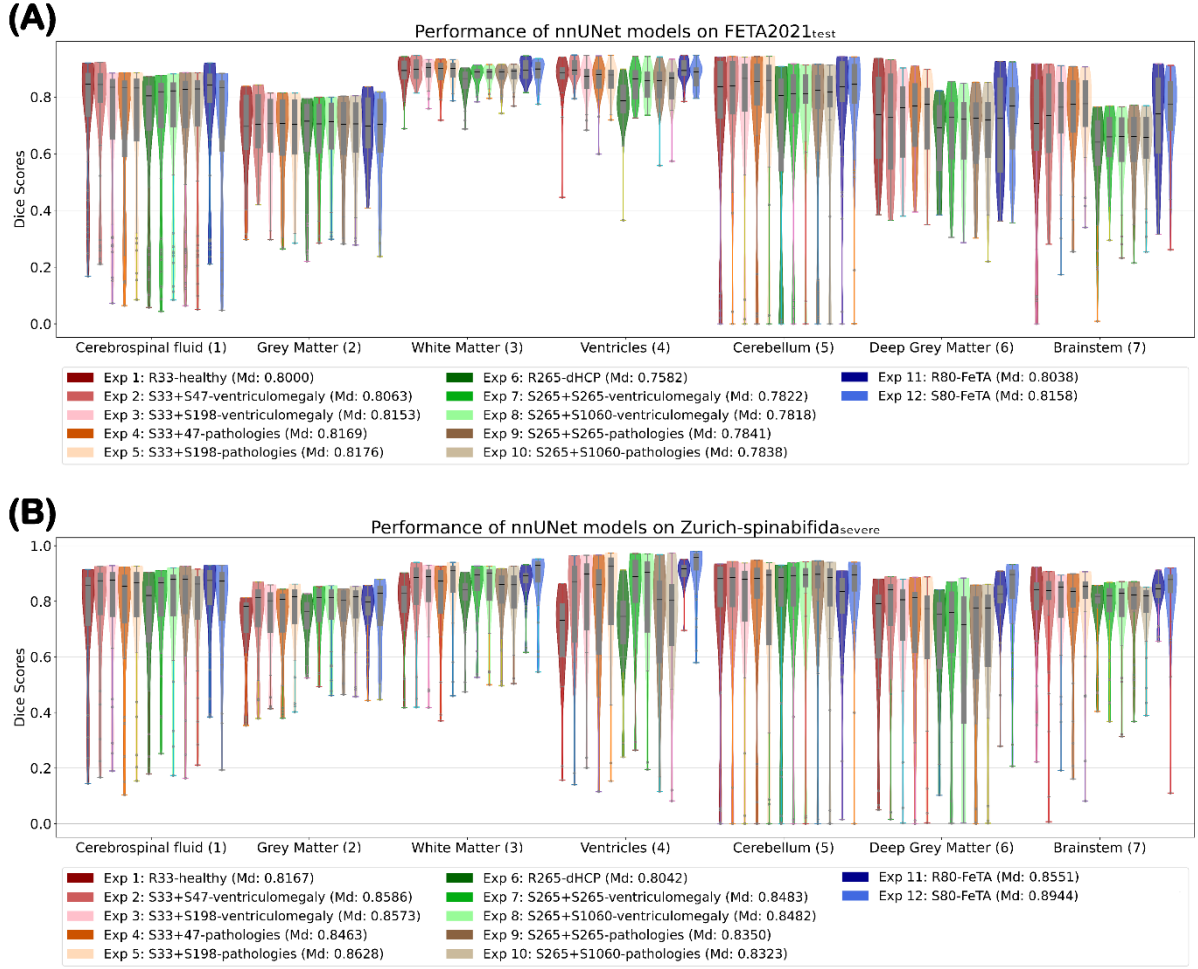 (A)
Performance of nnUNet models on FETA2021test
Dice Scores
0.8
0.6
0.4
0.2
0.0
Cerebrospinal fluid (1) Grey Matter (2) White Matter (3) Ventricles (4) Cerebellum (5) Deep Grey Matter (6) Brainstem (7)
Exp 1: R33-healthy (Md: 0.8000)
Exp 2: S33+S47-ventriculomegaly (Md: 0.8063)
Exp 3: S33+S198-ventriculomegaly (Md: 0.8153)
Exp 4: S33+47-pathologies (Md: 0.8169)
Exp 5: S33+S198-pathologies (Md: 0.8176)
Exp 6: R265-dHCP (Md: 0.7582)
Exp 7: S265+S265-ventriculomegaly (Md: 0.7822)
Exp 8: S265+S1060-ventriculomegaly (Md: 0.7818)
Exp 9: S265+S265-pathologies (Md: 0.7841)
Exp 10: S265+S1060-pathologies (Md: 0.7838)
Exp 11: R80-FeTA (Md: 0.8038)
Exp 12: S80-FeTA (Md: 0.8158)
(B)
Performance of nnUNet models on Zurich-spinabifidasevere
Dice Scores
1.0
0.8
0.6
0.4
0.2
0.0
Cerebrospinal fluid (1) Grey Matter (2) White Matter (3) Ventricles (4) Cerebellum (5) Deep Grey Matter (6) Brainstem (7)
Exp 1: R33-healthy (Md: 0.8167)
Exp 2: S33+S47-ventriculomegaly (Md: 0.8586)
Exp 3: S33+S198-ventriculomegaly (Md: 0.8573)
Exp 4: S33+47-pathologies (Md: 0.8463)
Exp 5: S33+S198-pathologies (Md: 0.8628)
Exp 6: R265-dHCP (Md: 0.8042)
Exp 7: S265+S265-ventriculomegaly (Md: 0.8483)
Exp 8: S265+S1060-ventriculomegaly (Md: 0.8482)
Exp 9: S265+S265-pathologies (Md: 0.8350)
Exp 10: S265+S1060-pathologies (Md: 0.8323)
Exp 11: R80-FeTA (Md: 0.8551)
Exp 12: S80-FeTA (Md: 0.8944)